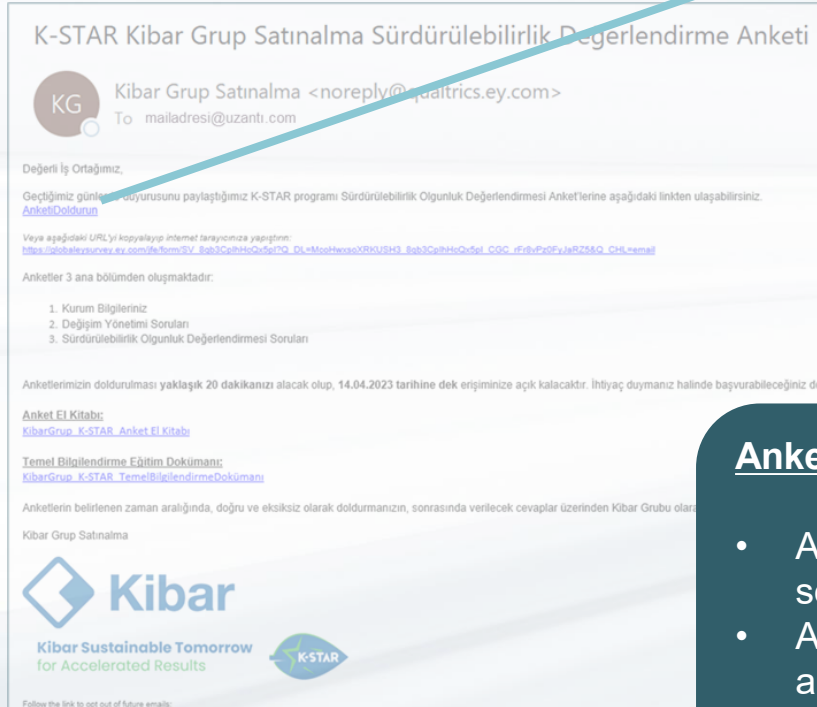 K-STAR Kibar Grup Satınalma Sürdürülebilirlik Değerlendirme Anketi
KG
Kibar Grup Satınalma <noreply@qualtrics.ey.com>
To mailadresi@uzantı.com
Değerli İş Ortağımız,
Geçtiğimiz günlerde duyurusunu paylaştığımız K-STAR programı Sürdürülebilirlik Olgunluk Değerlendirmesi Anket'lerine aşağıdaki linkten ulaşabilirsiniz.
AnketiDoldurun
Veya aşağıdaki URL'yi kopyalayıp internet tarayıcınıza yapıştırın:
Anketler 3 ana bölümden oluşmaktadır:
1. Kurum Bilgileriniz
2. Değişim Yönetimi Soruları
3. Sürdürülebilirlik Olgunluk Değerlendirmesi Soruları
Anketlerimizin doldurulması yaklaşık 20 dakikanızı alacak olup, 14.04.2023 tarihine dek erişiminize açık kalacaktır. İhtiyaç duymanız halinde başvurabileceğiniz
Anket El Kitabı:
KibarGrup_K-STAR_Anket El Kitabı
Temel Bilgilendirme Eğitim Dokümanı:
KibarGrup_K-STAR_TemelBilgilendirmeDokümanı
Anketlerin belirlenen zaman aralığında, doğru ve eksiksiz olarak doldurmanızın, sonrasında verilecek cevaplar üzerinden Kibar Grubu
Kibar Grup Satınalma
Kibar
Kibar Sustainable Tomorrow
for Accelerated Results
K-STAR
Follow the link to opt out of future emails: